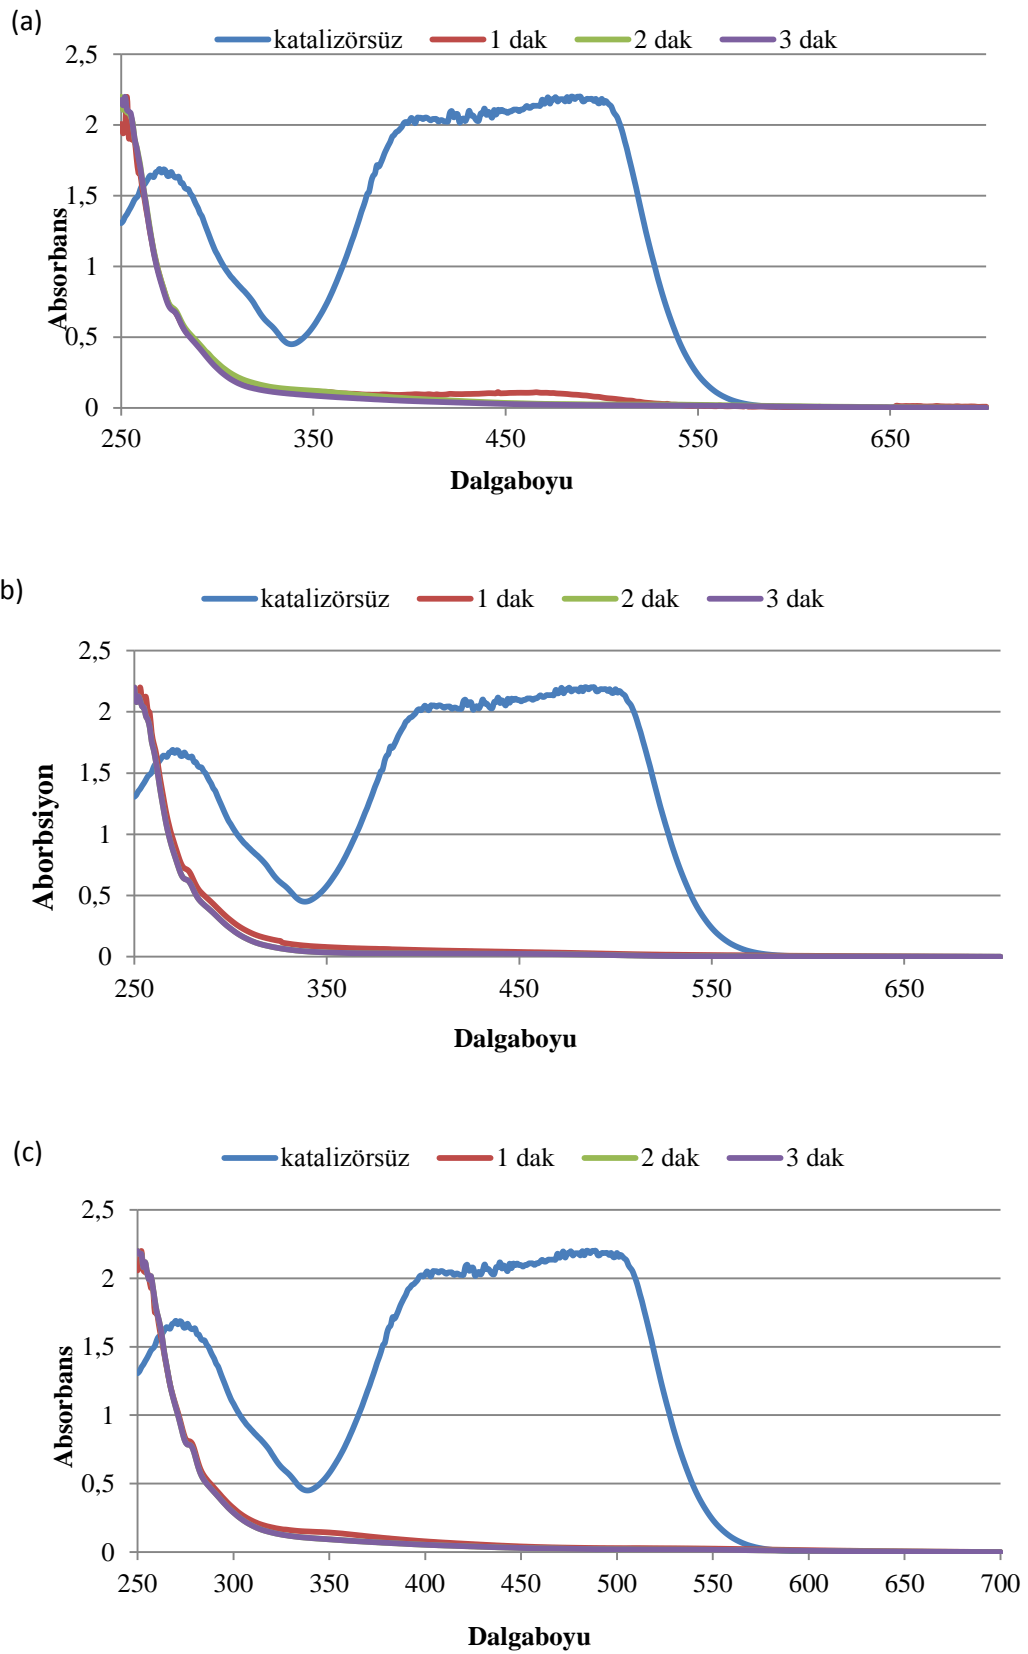 (a)
katalizörsüz 1 dak 2 dak 3 dak
2,5
2
1,5
1
0,5
0
Absorbans
250 350 450 550 650
Dalgaboyu
b)
katalizörsüz 1 dak 2 dak 3 dak
2,5
2
1,5
1
0,5
0
Aborbsiyon
250 350 450 550 650
Dalgaboyu
(c)
katalizörsüz 1 dak 2 dak 3 dak
2,5
2
1,5
1
0,5
0
Absorbans
250 300 350 400 450 500 550 600 650 700
Dalgaboyu